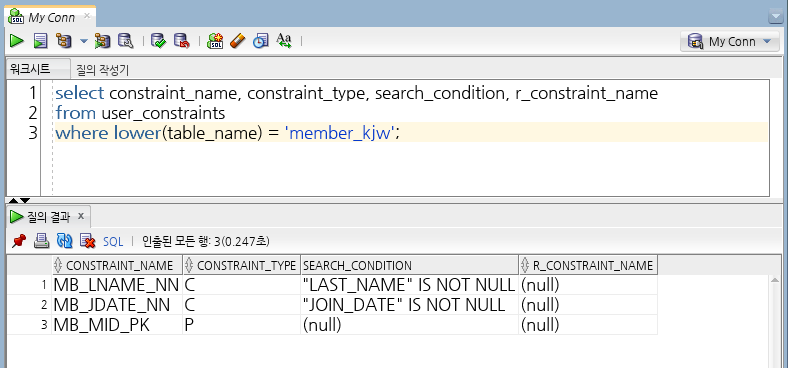 My Conn
My Conn
워크시트 질의 작성기
1 select constraint_name, constraint_type, search_condition, r_constraint_name
2 from user_constraints
3 where lower(table_name) = 'member_kjw';
질의 결과 x
SQL | 인출된 모든 행: 3(0.247초)
CONSTRAINT_NAME CONSTRAINT_TYPE SEARCH_CONDITION R_CONSTRAINT_NAME
1 MB_LNAME_NN C "LAST_NAME" IS NOT NULL (null)
2 MB_JDATE_NN C "JOIN_DATE" IS NOT NULL (null)
3 MB_MID_PK P (null) (null)